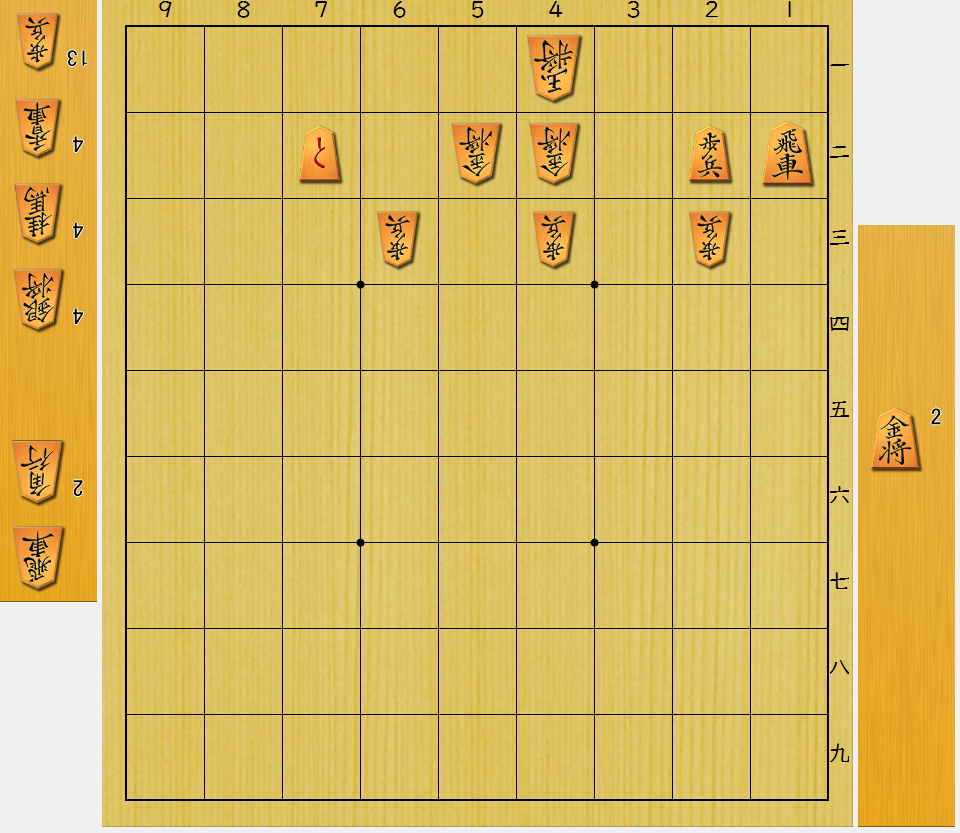 9 8 7 6 5 4 3 2 1
歩兵 13
香車 4
桂馬 4
銀将 4
角行 2
飛車
玉将 一
と 金将 金将 歩兵 飛車 二
歩兵 歩兵 歩兵 三
四
五
六
七
八
九
金将 2